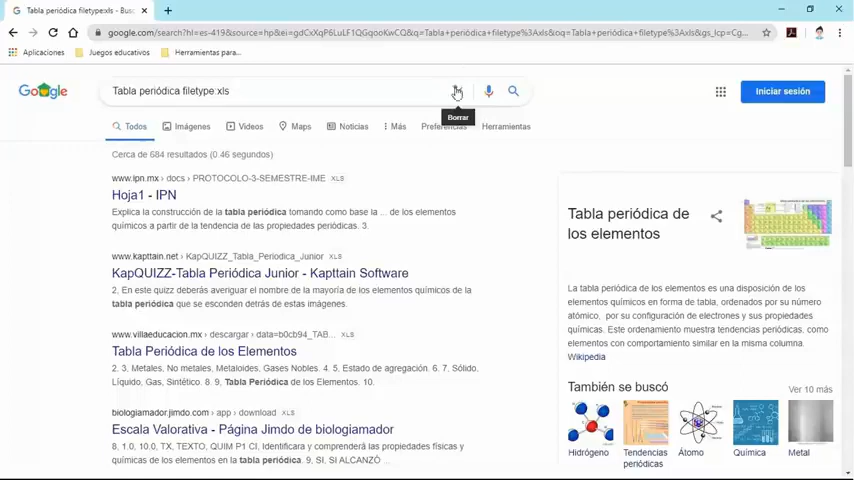 Tabla periódica filetype:xls - Bus
google.com/search?hl=es-419&source=hp&ei=gdCxXqP6LuLF1QGgqooKwCQ&q=Tabla+periódica+filetype%3Axls&oq=Tabla+periódica+filetype%3Axls&gs_lcp=Cg...
Aplicaciones
Juegos educativos
Herramientas para...
Google
Tabla periódica filetype:xls
Iniciar sesión
Borrar
Todos
Imágenes
Videos
Maps
Noticias
Más
Preferencias
Herramientas
Cerca de 684 resultados (0.46 segundos)
www.ipn.mx › docs › PROTOCOLO-3-SEMESTRE-IME XLS
Hoja1 - IPN
Explica la construcción de la tabla periódica tomando como base la ... de los elementos
químicos a partir de la tendencia de las propiedades periódicas. 3.
www.kapttain.net › KapQUIZZ_Tabla_Periodica_Junior XLS
KapQUIZZ-Tabla Periódica Junior - Kapttain Software
2, En este quizz deberás averiguar el nombre de la mayoría de los elementos químicos de la
tabla periódica que se esconden detrás de estas imágenes.
www.villaeducacion.mx › descargar › data=b0cb94_TAB... XLS
Tabla Periódica de los Elementos
2. 3, Metales, No metales, Metaloides, Gases Nobles. 4. 5, Estado de agregación. 6. 7, Sólido,
Líquido, Gas, Sintético. 8. 9, Tabla Periódica de los Elementos. 10.
biologiamador.jimdo.com › app › download XLS
Escala Valorativa - Página Jimdo de biologiamador
8, 1.0, 10.0, TX, TEXTO, QUIM P1 CI, Identificara y comprenderá las propiedades físicas y
químicas de los elementos en la tabla periódica. 9, SI, SI ALCANZÓ ...
Tabla periódica de
los elementos
La tabla periódica de los elementos es una disposición de los
elementos químicos en forma de tabla, ordenados por su número
atómico, por su configuración de electrones y sus propiedades
químicas. Este ordenamiento muestra tendencias periódicas, como
elementos con comportamiento similar en la misma columna.
Wikipedia
También se buscó
Ver 10 más
Hidrógeno
Tendencias
periódicas
Átomo
Química
Metal